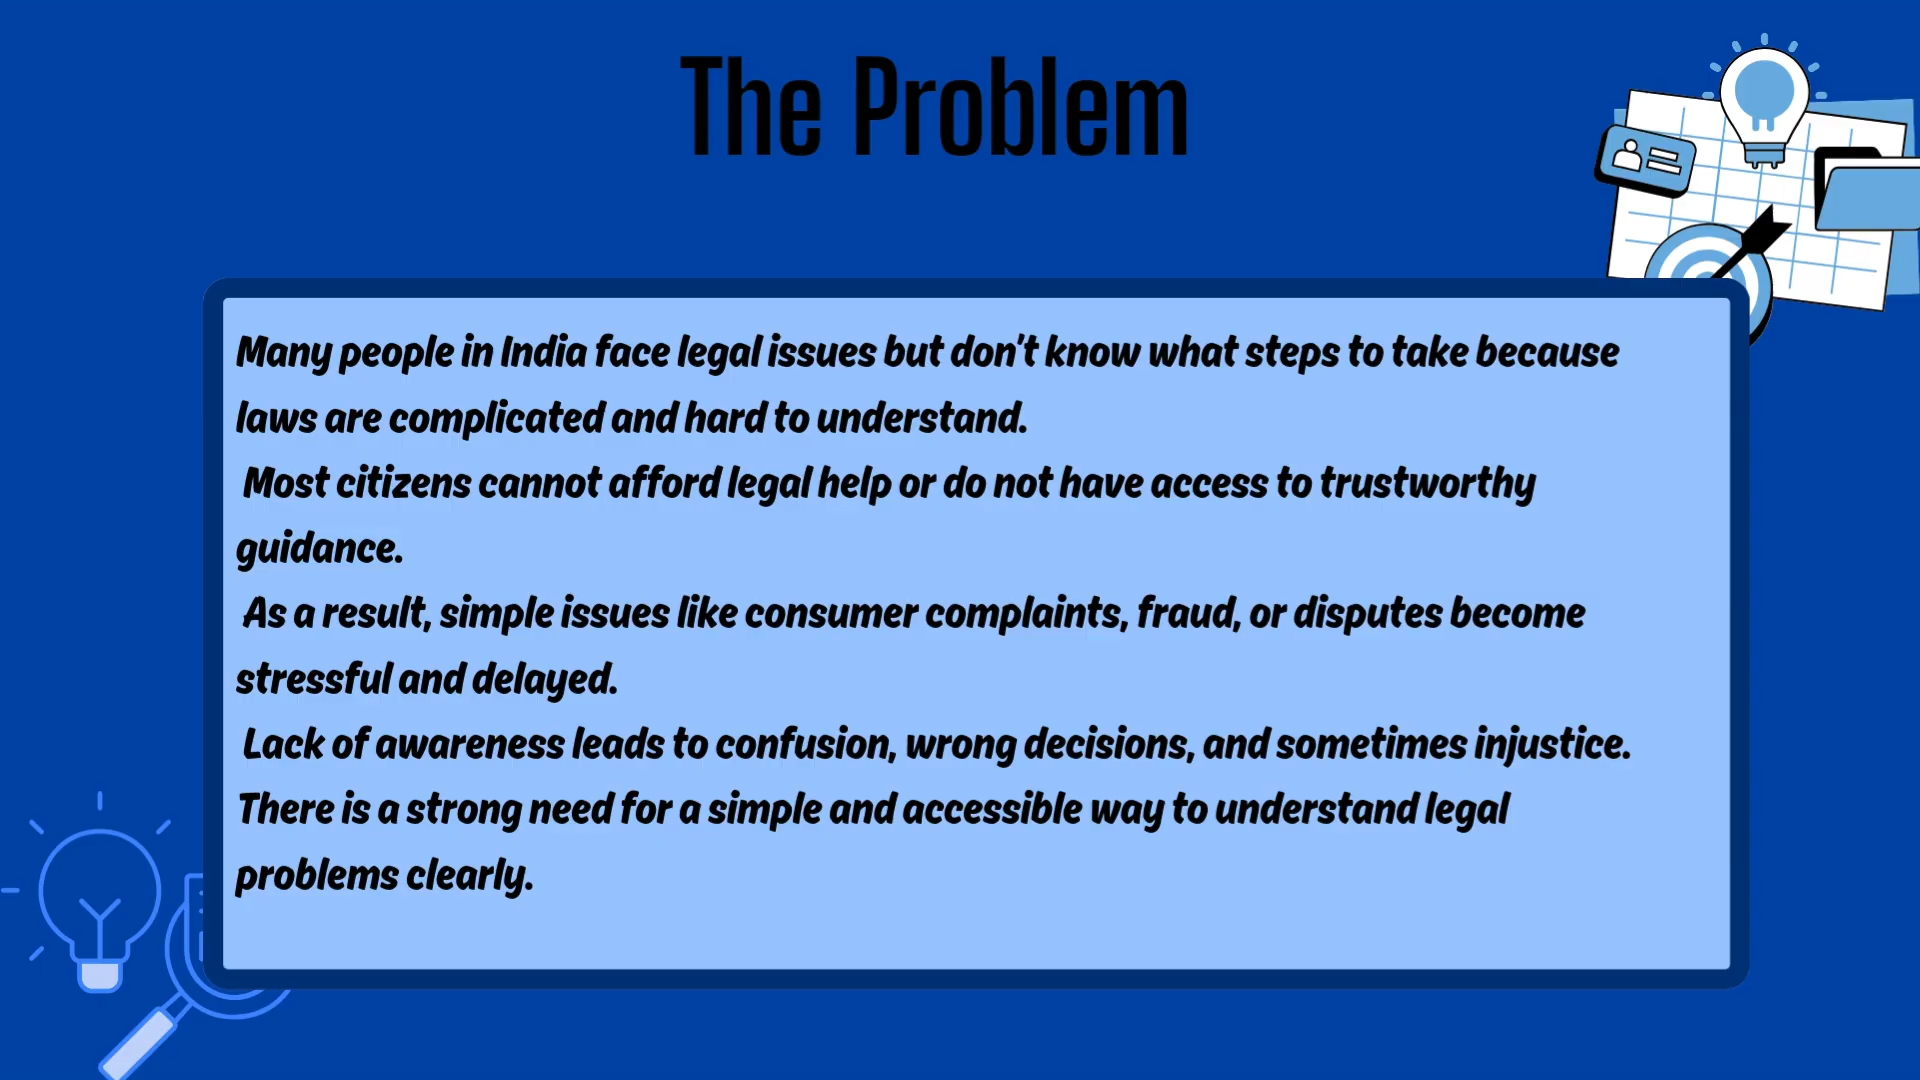 The Problem
Many people in India face legal issues but don't know what steps to take because
laws are complicated and hard to understand.
Most citizens cannot afford legal help or do not have access to trustworthy
guidance.
As a result, simple issues like consumer complaints, fraud, or disputes become
stressful and delayed.
Lack of awareness leads to confusion, wrong decisions, and sometimes injustice.
There is a strong need for a simple and accessible way to understand legal
problems clearly.